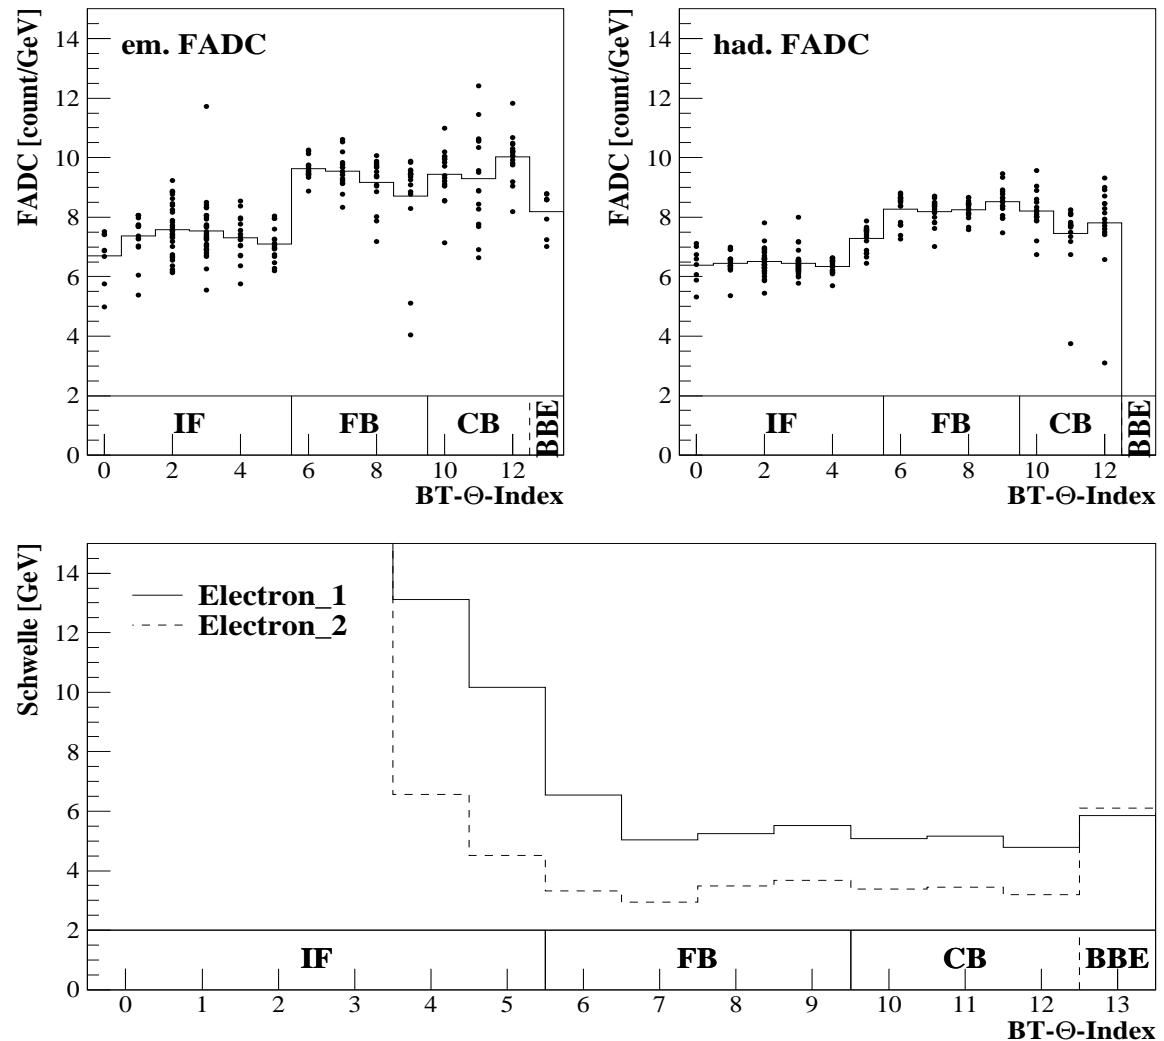 em. FADC
FADC [count/GeV]
14
12
10
8
6
4
2
0
IF FB CB BBE
0 2 4 6 8 10 12
BT-Θ-Index
had. FADC
FADC [count/GeV]
14
12
10
8
6
4
2
0
IF FB CB BBE
0 2 4 6 8 10 12
BT-Θ-Index
Schwelle [GeV]
14
12
10
8
6
4
2
0
Electron_1
Electron_2
IF FB CB BBE
0 1 2 3 4 5 6 7 8 9 10 11 12 13
BT-Θ-Index